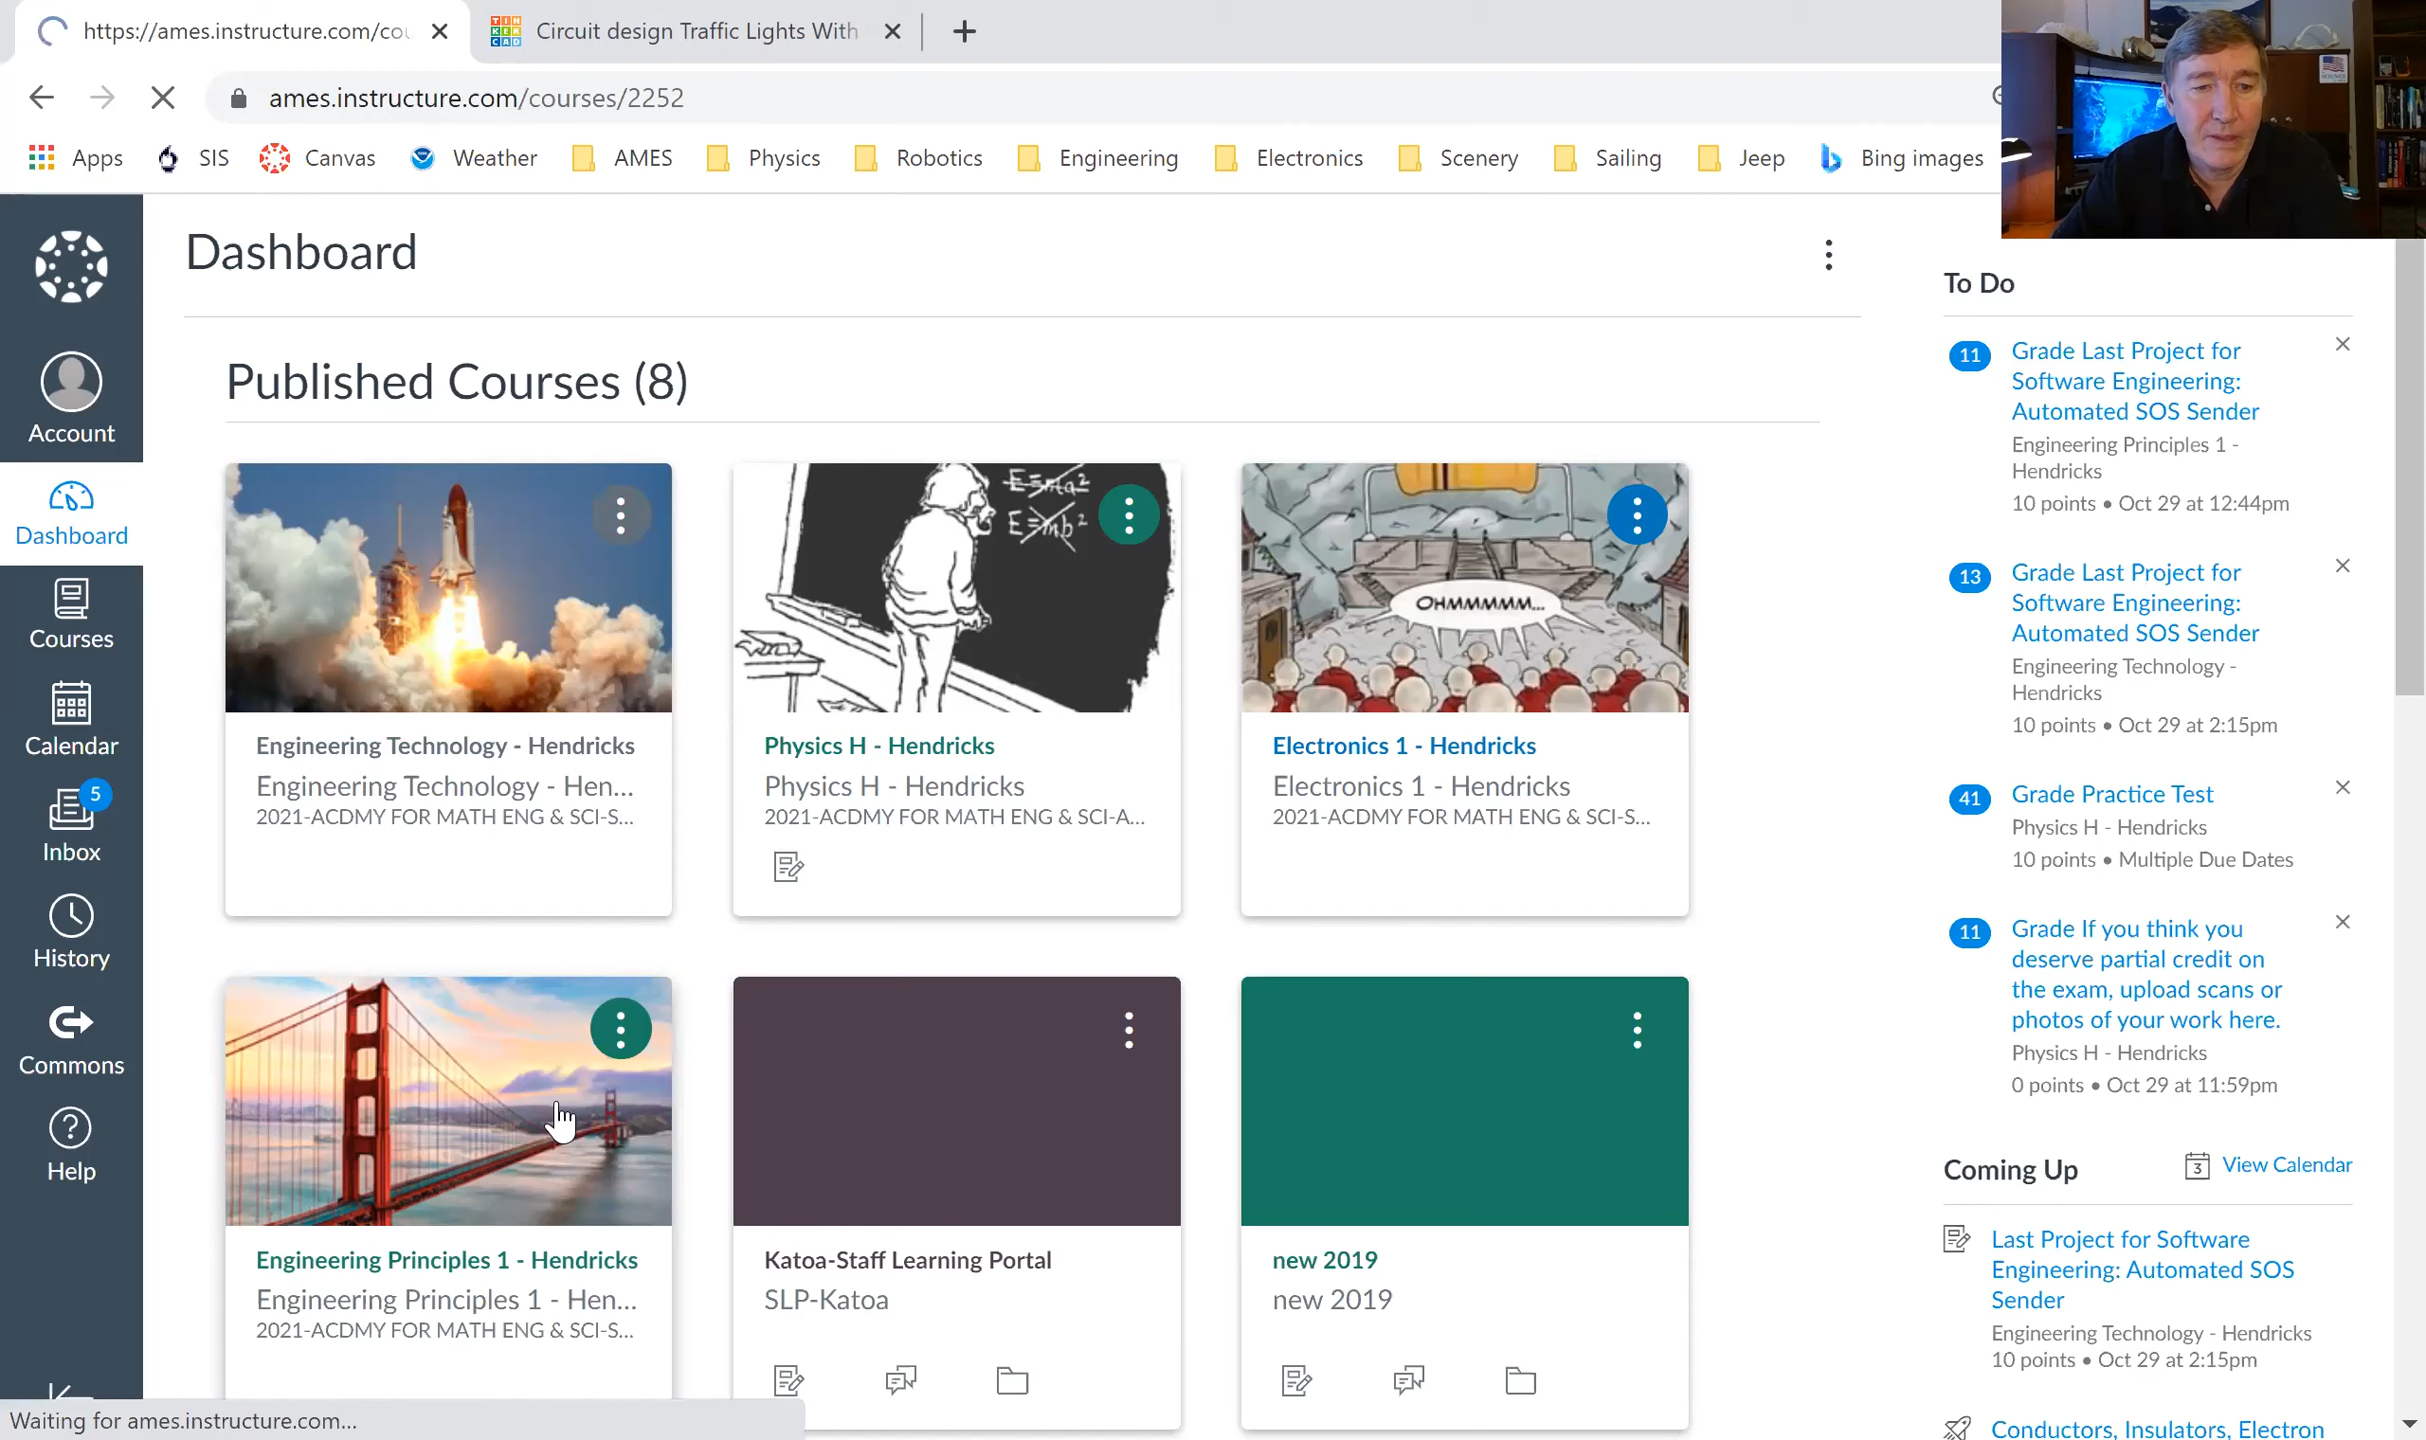 https://ames.instructure.com/cou
Circuit design Traffic Lights With
ames.instructure.com/courses/2252
Apps
SIS
Canvas
Weather
AMES
Physics
Robotics
Engineering
Electronics
Scenery
Sailing
Jeep
Bing images
Account
Dashboard
Courses
Calendar
5
Inbox
History
Commons
Help
Dashboard
Published Courses (8)
Engineering Technology - Hendricks
Engineering Technology - Hen...
2021-ACDMY FOR MATH ENG & SCI-S...
E=ma²
E=mb²
Physics H - Hendricks
Physics H - Hendricks
2021-ACDMY FOR MATH ENG & SCI-A...
OHMMMMM...
Electronics 1 - Hendricks
Electronics 1 - Hendricks
2021-ACDMY FOR MATH ENG & SCI-S...
Engineering Principles 1 - Hendricks
Engineering Principles 1 - Hen...
2021-ACDMY FOR MATH ENG & SCI-S...
Katoa-Staff Learning Portal
SLP-Katoa
new 2019
new 2019
To Do
11
Grade Last Project for
Software Engineering:
Automated SOS Sender
Engineering Principles 1 -
Hendricks
10 points • Oct 29 at 12:44pm
13
Grade Last Project for
Software Engineering:
Automated SOS Sender
Engineering Technology -
Hendricks
10 points • Oct 29 at 2:15pm
41
Grade Practice Test
Physics H - Hendricks
10 points • Multiple Due Dates
11
Grade If you think you
deserve partial credit on
the exam, upload scans or
photos of your work here.
Physics H - Hendricks
0 points • Oct 29 at 11:59pm
Coming Up
3
View Calendar
Last Project for Software
Engineering: Automated SOS
Sender
Engineering Technology - Hendricks
10 points • Oct 29 at 2:15pm
Conductors, Insulators, Electron
Waiting for ames.instructure.com...